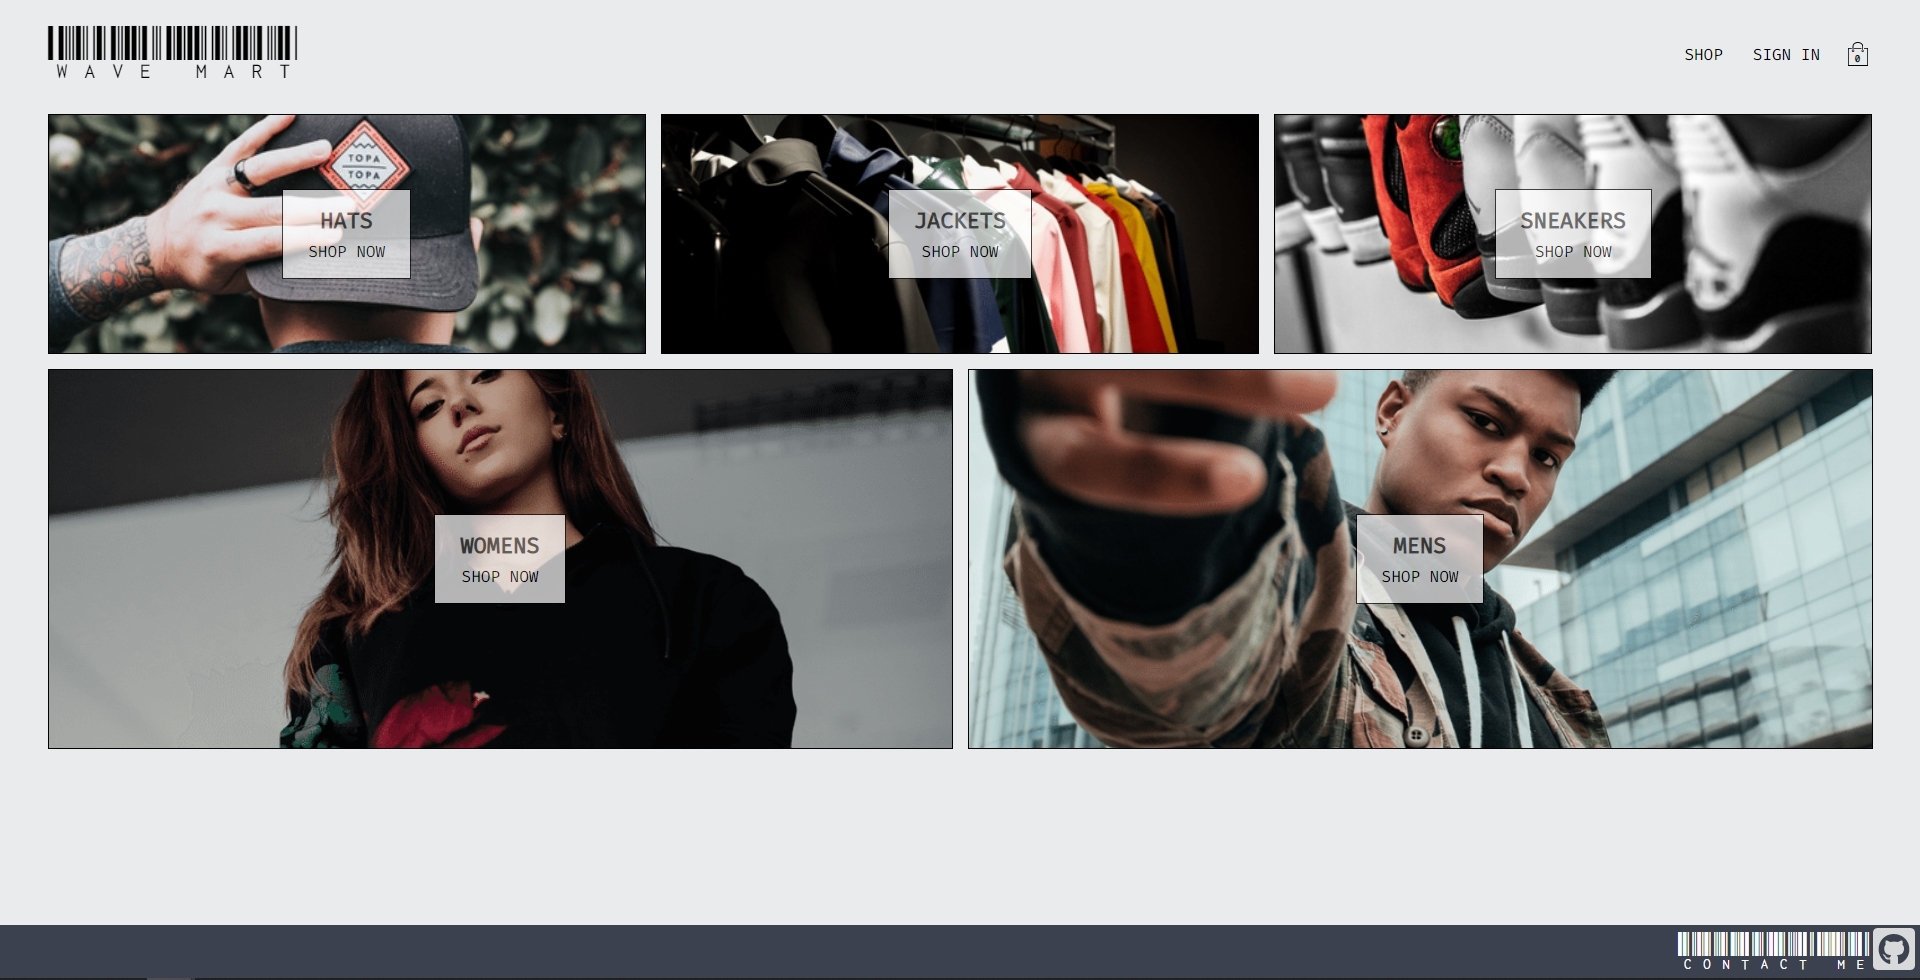 WAVE MART
SHOP
SIGN IN
0
TOPA
TOPA
HATS
SHOP NOW
JACKETS
SHOP NOW
SNEAKERS
SHOP NOW
WOMENS
SHOP NOW
MENS
SHOP NOW
CONTACT ME